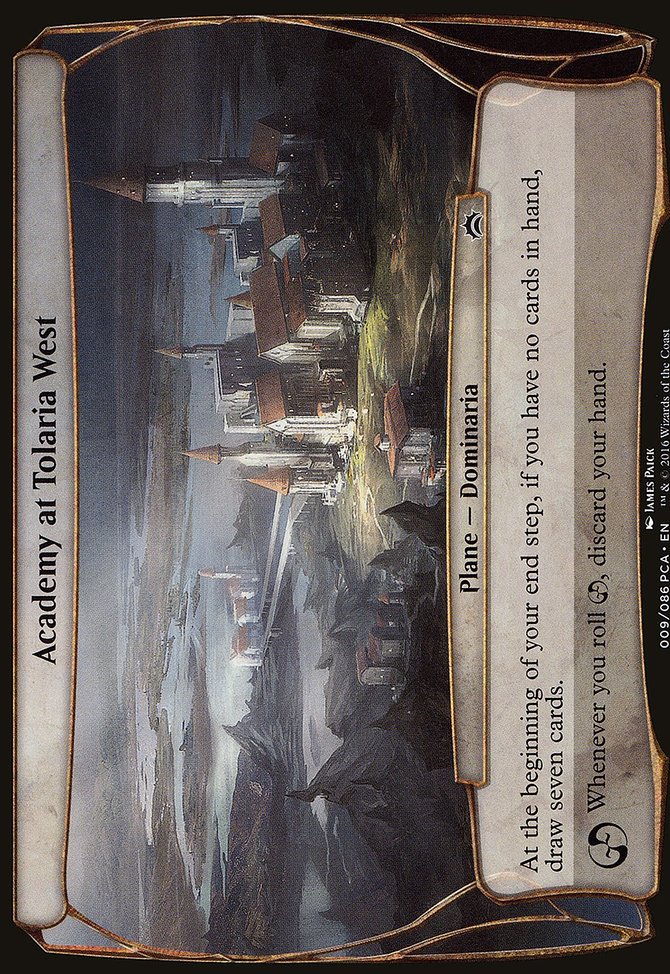 Academy at Tolaria West
Plane — Dominaria
At the beginning of your end step, if you have no cards in hand,
draw seven cards.
Whenever you roll , discard your hand.
JAMES PAICK
009/086 PCA • EN ™ & © 2016 Wizards of the Coast